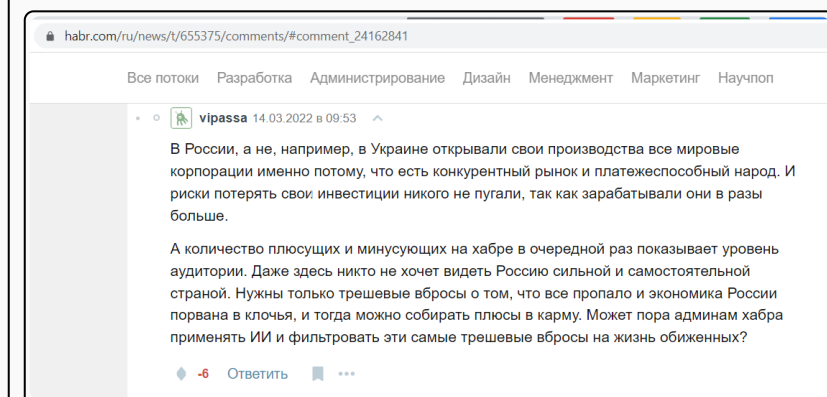 habr.com/ru/news/t/655375/comments/#comment_24162841
Все потоки Разработка Администрирование Дизайн Менеджмент Маркетинг Научпоп
vipassa 14.03.2022 в 09:53
В России, а не, например, в Украине открывали свои производства все мировые
корпорации именно потому, что есть конкурентный рынок и платежеспособный народ. И
риски потерять свои инвестиции никого не пугали, так как зарабатывали они в разы
больше.
А количество плюсущих и минусующих на хабре в очередной раз показывает уровень
аудитории. Даже здесь никто не хочет видеть Россию сильной и самостоятельной
страной. Нужны только трешевые вбросы о том, что все пропало и экономика России
порвана в клочья, и тогда можно собирать плюсы в карму. Может пора админам хабра
применять ИИ и фильтровать эти самые трешевые вбросы на жизнь обиженных?
-6 Ответить